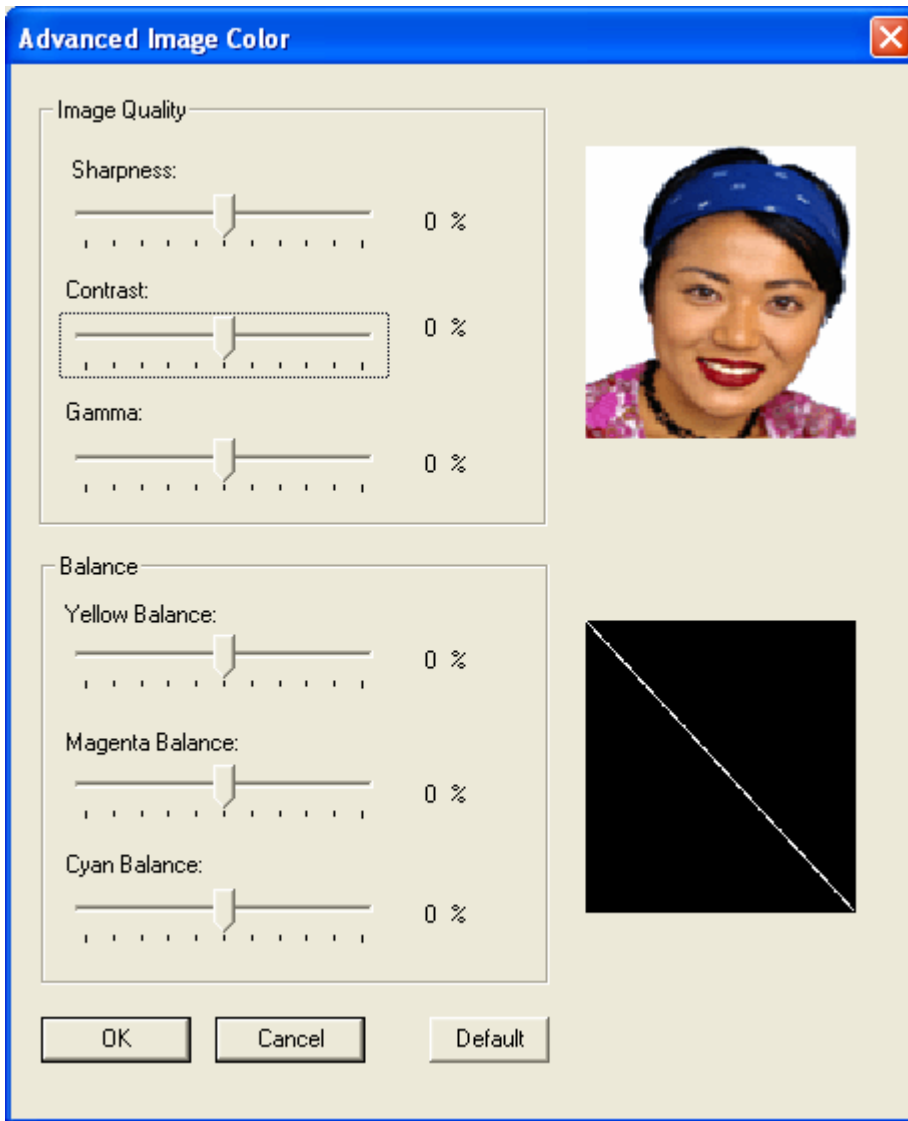 Advanced Image Color
Image Quality
Sharpness:
0 %
Contrast:
0 %
Gamma:
0 %
Balance
Yellow Balance:
0 %
Magenta Balance:
0 %
Cyan Balance:
0 %
OK Cancel Default